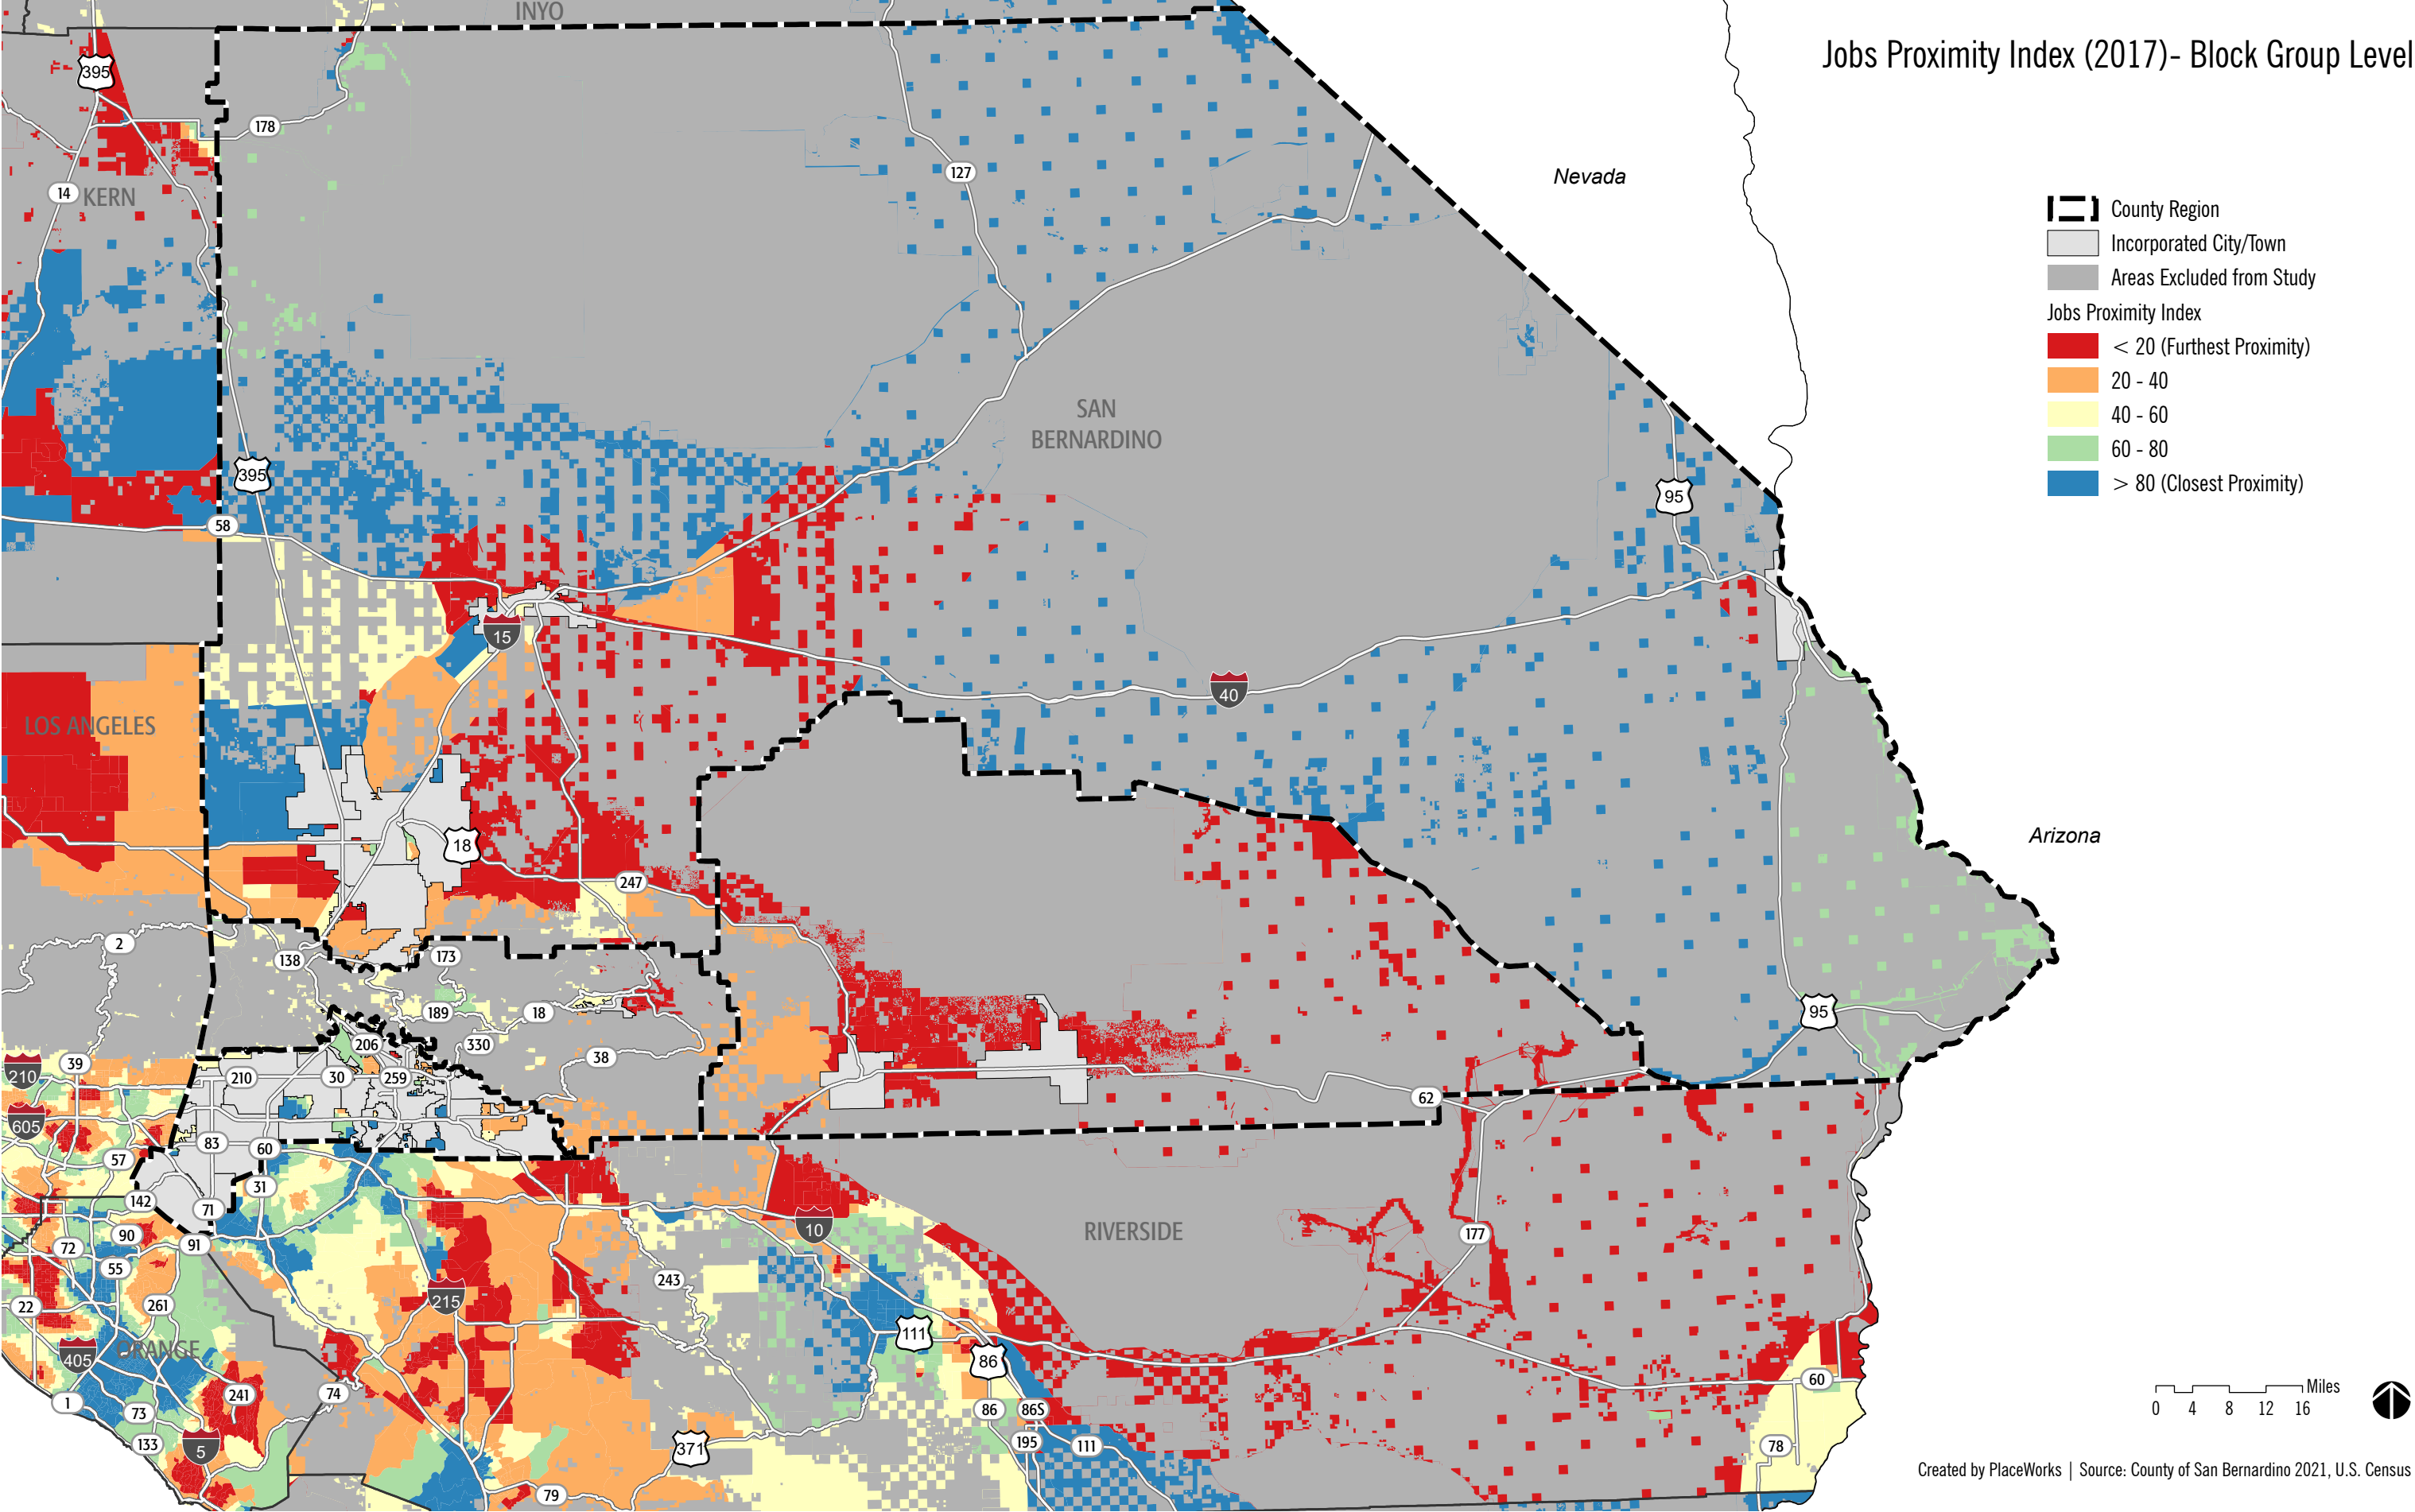 Jobs Proximity Index (2017)- Block Group Level
County Region
Incorporated City/Town
Areas Excluded from Study
Jobs Proximity Index
< 20 (Furthest Proximity)
20 - 40
40 - 60
60 - 80
> 80 (Closest Proximity)
INYO
395
178
14
KERN
127
Nevada
SAN
BERNARDINO
395
95
58
15
40
LOS ANGELES
18
Arizona
247
2
138
173
189
18
95
206
330
38
39
210
210
30
259
62
605
83
60
57
31
142
71
10
RIVERSIDE
177
90
91
72
55
243
215
22
261
111
ORANGE
405
86
60
241
74
1
73
86
86S
133
5
371
195
111
78
79
Miles
0 4 8 12 16
Created by PlaceWorks | Source: County of San Bernardino 2021, U.S. Census